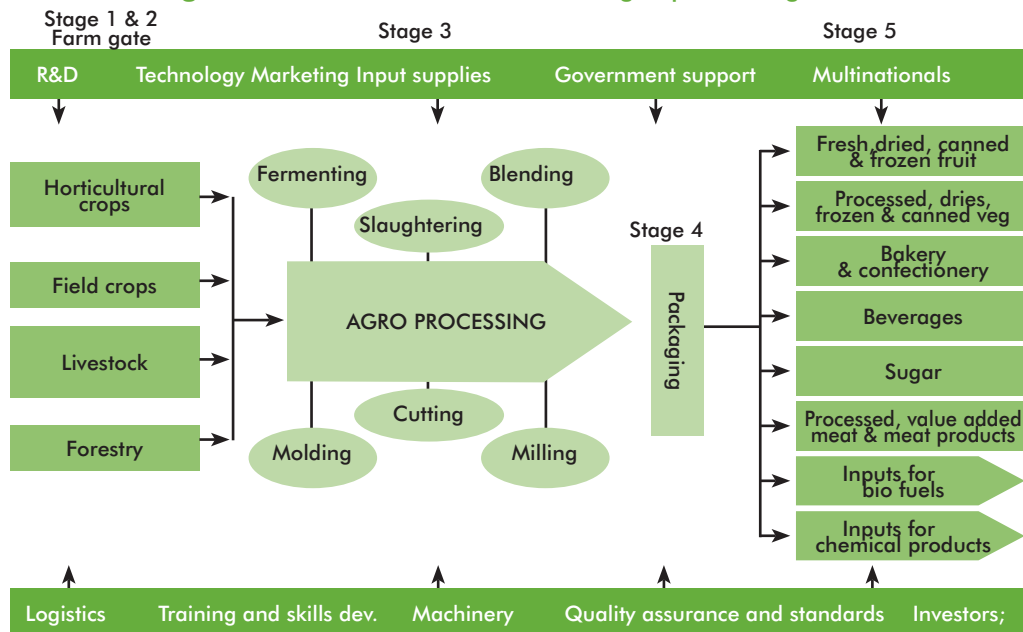 Stage 1 & 2
Farm gate
Stage 3
Stage 5
R&D Technology Marketing Input supplies Government support Multinationals
Horticultural
crops
Field crops
Livestock
Forestry
Fermenting
Slaughtering
Blending
AGRO PROCESSING
Molding
Cutting
Milling
Stage 4
Packaging
Fresh,dried, canned
& frozen fruit
Processed, dries,
frozen & canned veg
Bakery
& confectionery
Beverages
Sugar
Processed, value added
meat & meat products
Inputs for
bio fuels
Inputs for
chemical products
Logistics Training and skills dev. Machinery Quality assurance and standards Investors;